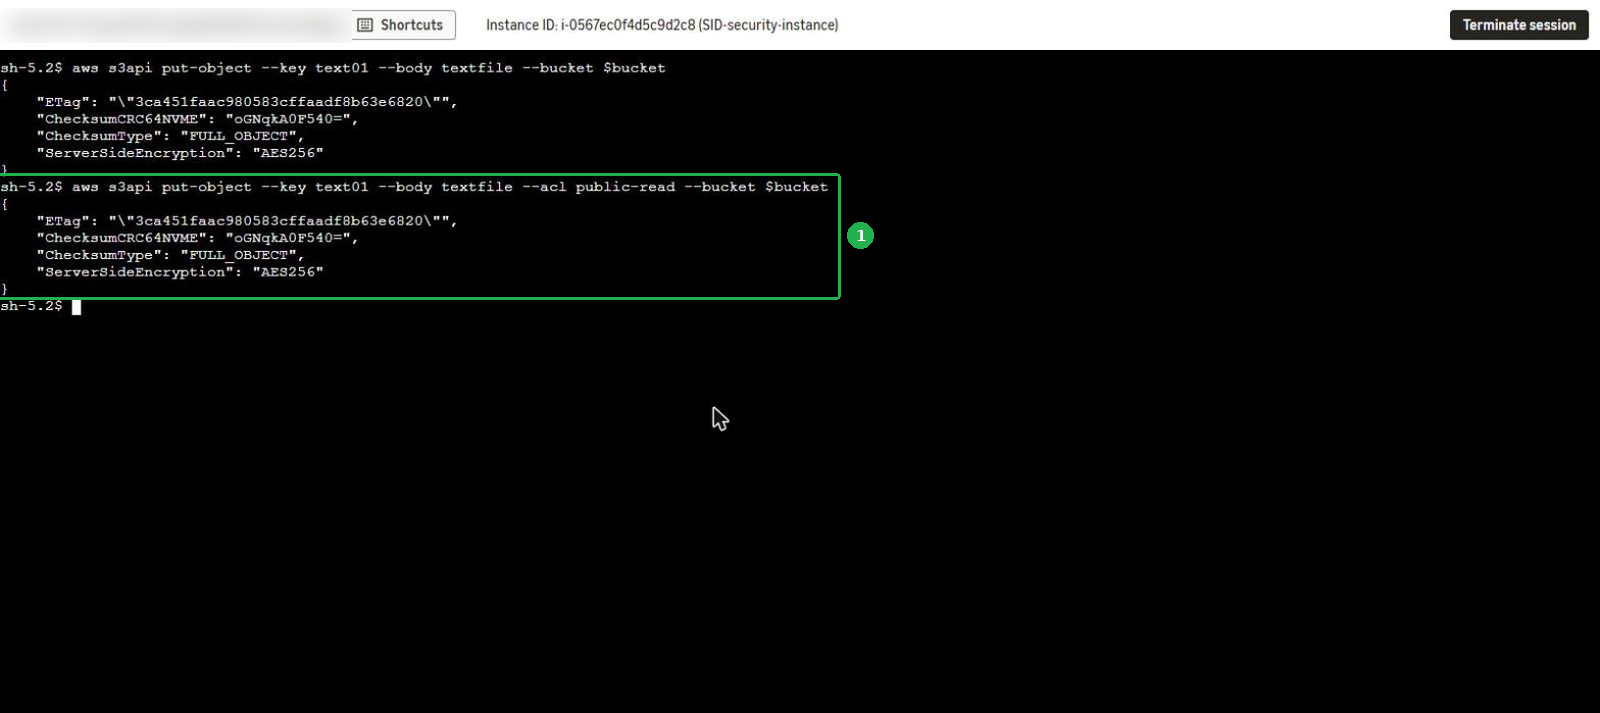 Shortcuts
Instance ID: i-0567ec0f4d5c9d2c8 (SID-security-instance)
Terminate session
sh-5.2$ aws s3api put-object --key text01 --body textfile --bucket $bucket
{
    "ETag": "\"3ca451faac980583cffaadf8b63e6820\"",
    "ChecksumCRC64NVME": "oGNqkA0F540=",
    "ChecksumType": "FULL_OBJECT",
    "ServerSideEncryption": "AES256"
}
sh-5.2$ aws s3api put-object --key text01 --body textfile --acl public-read --bucket $bucket
{
    "ETag": "\"3ca451faac980583cffaadf8b63e6820\"",
    "ChecksumCRC64NVME": "oGNqkA0F540=",
    "ChecksumType": "FULL_OBJECT",
    "ServerSideEncryption": "AES256"
}
1
sh-5.2$